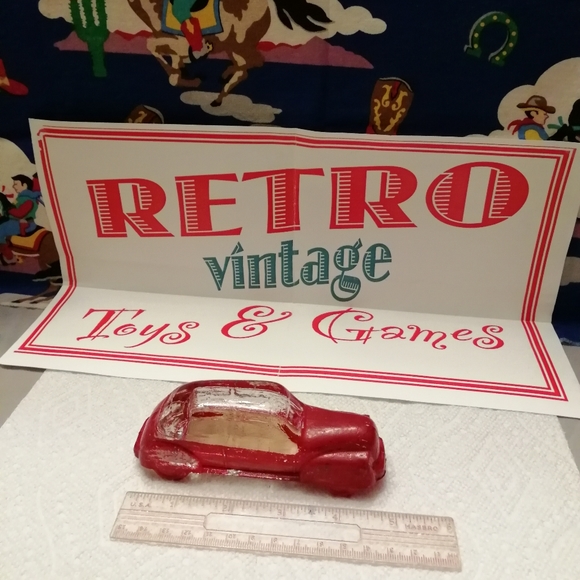 RETRO
vintage
Toys & Games
U.S.A.